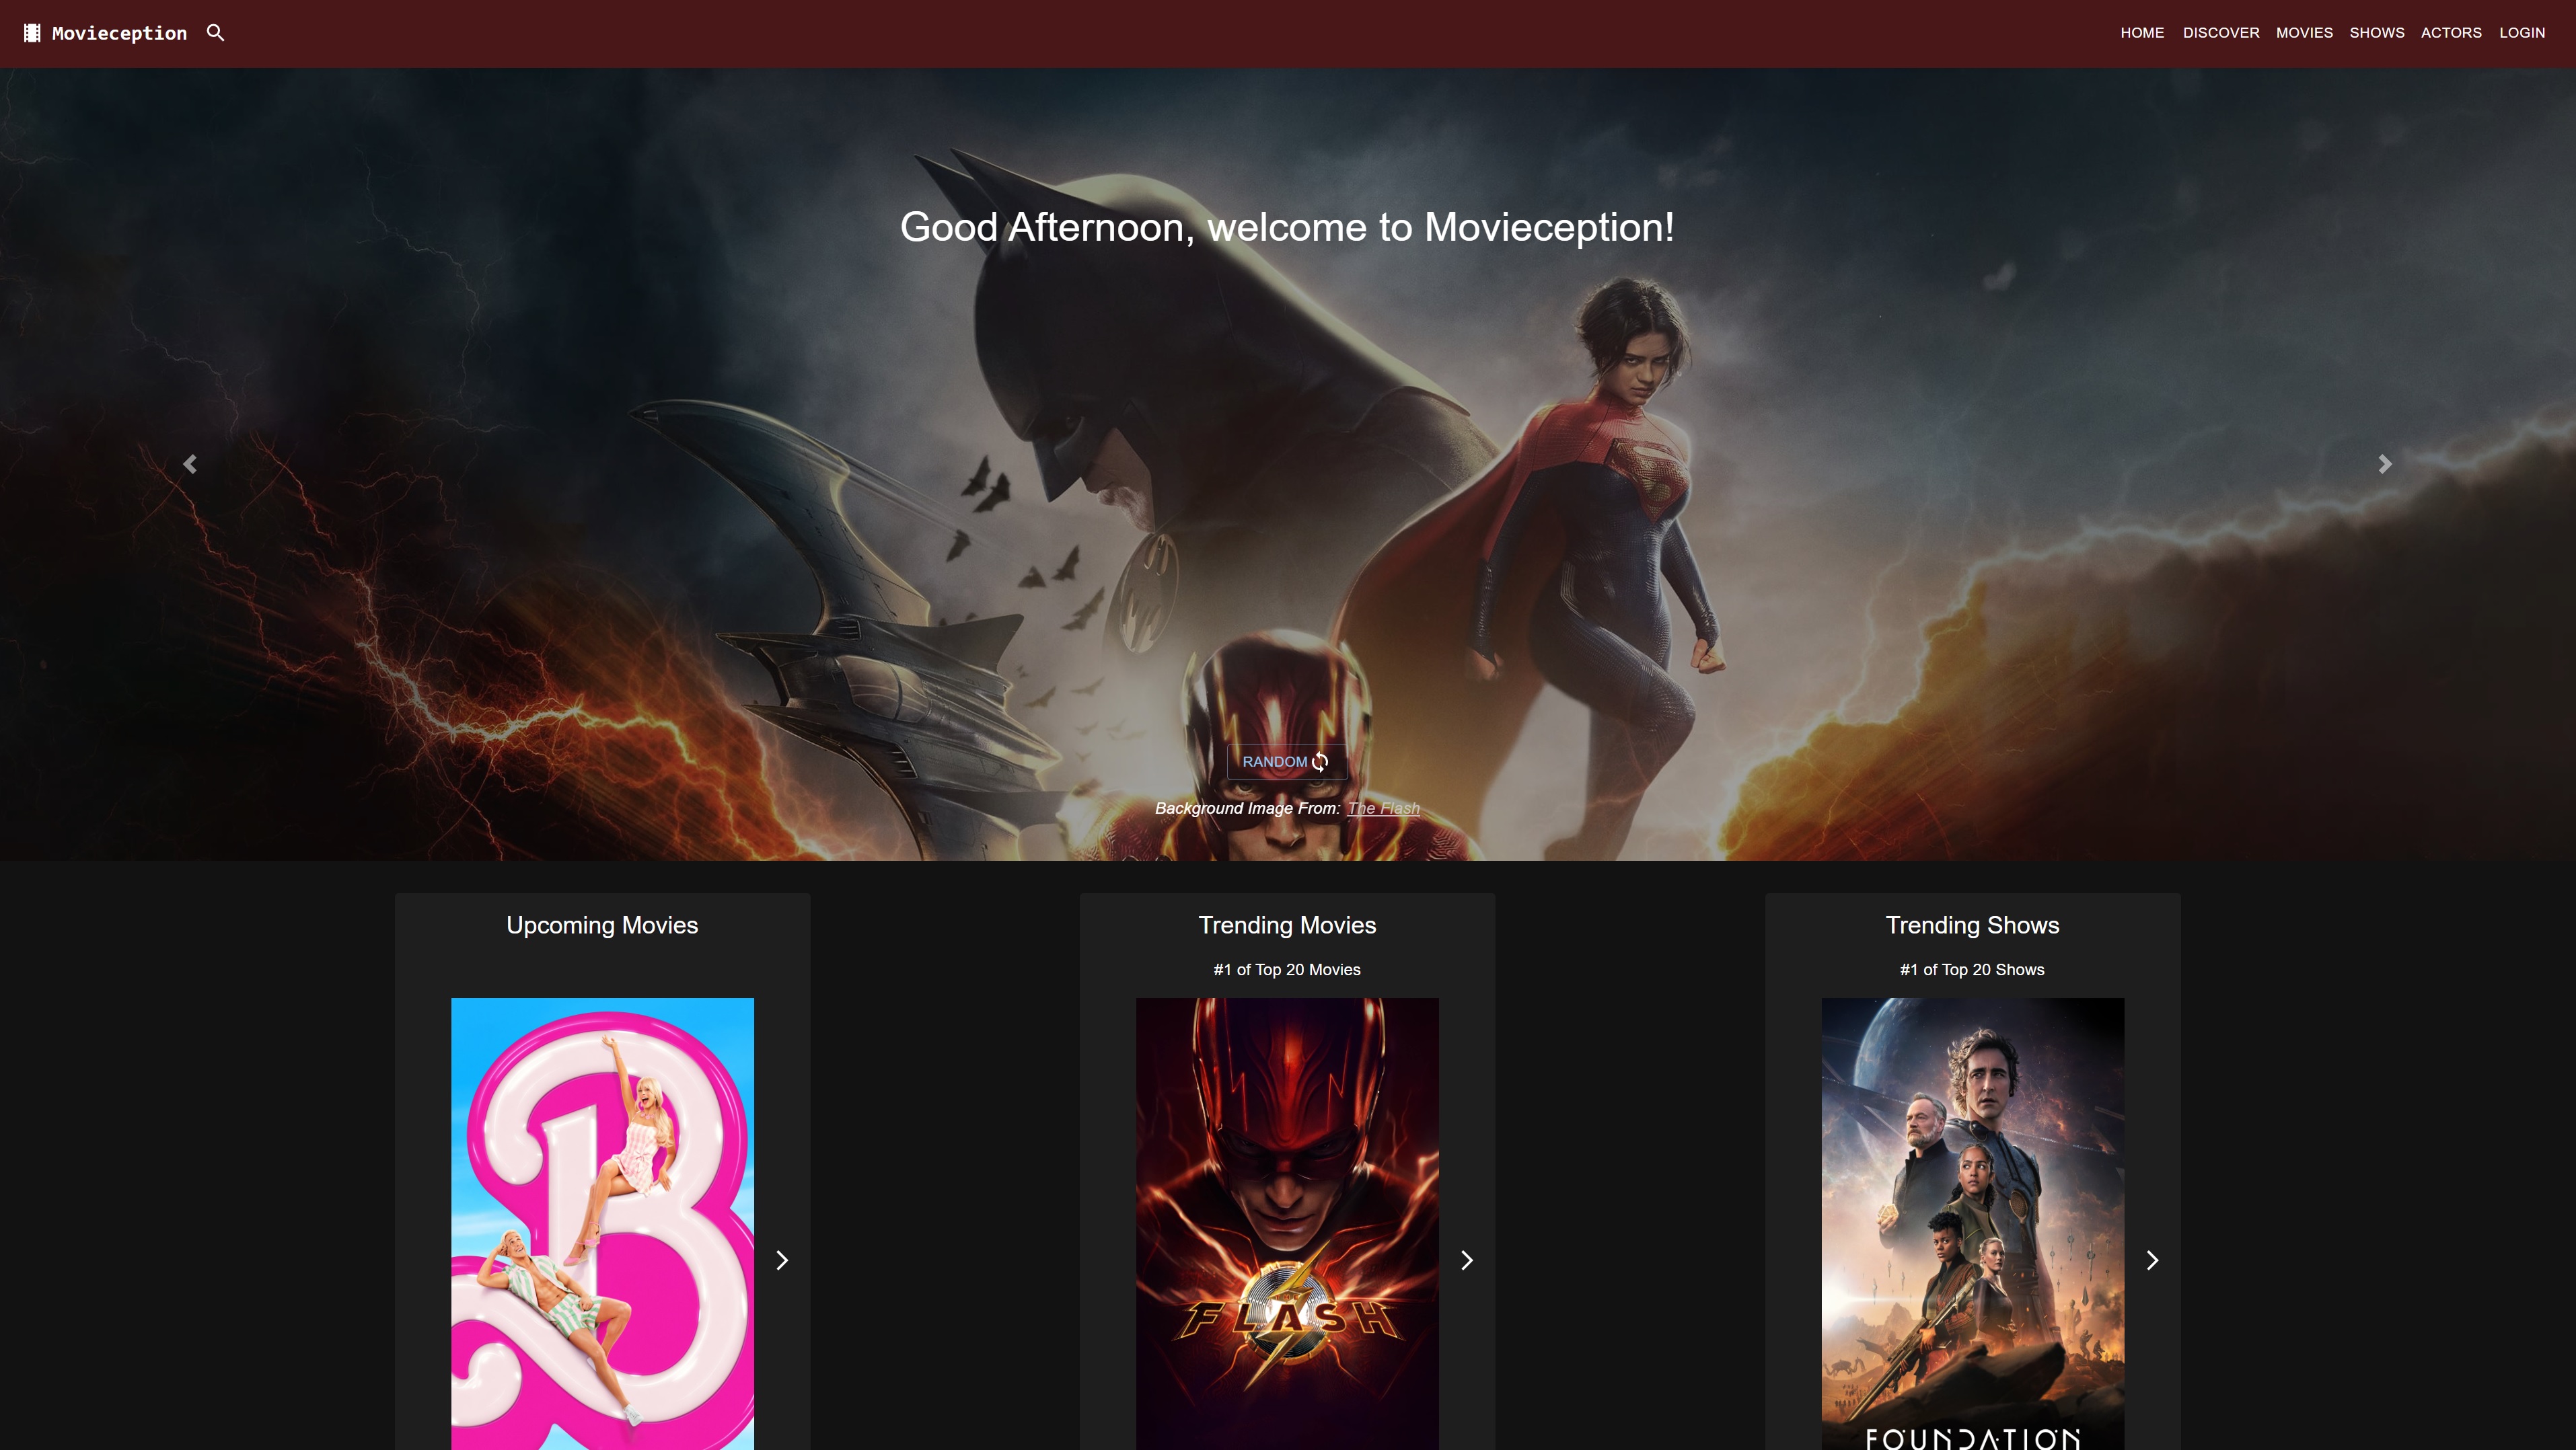 Movieception
HOME DISCOVER MOVIES SHOWS ACTORS LOGIN
Good Afternoon, welcome to Movieception!
RANDOM
Background Image From: The Flash
Upcoming Movies
Trending Movies
#1 of Top 20 Movies
FLASH
Trending Shows
#1 of Top 20 Shows
FOUNDATION